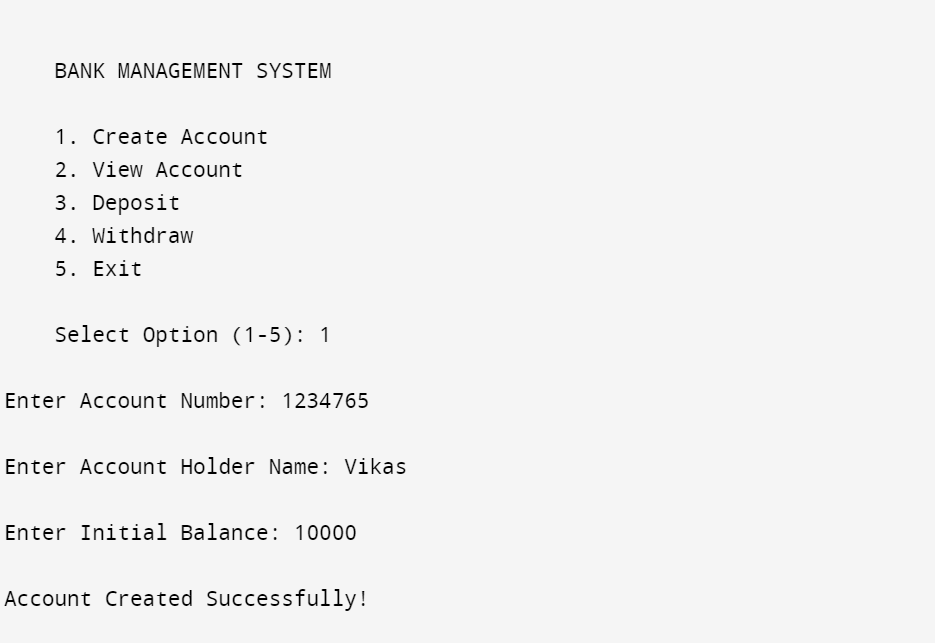 BANK MANAGEMENT SYSTEM
1. Create Account
2. View Account
3. Deposit
4. Withdraw
5. Exit
Select Option (1-5): 1
Enter Account Number: 1234765
Enter Account Holder Name: Vikas
Enter Initial Balance: 10000
Account Created Successfully!